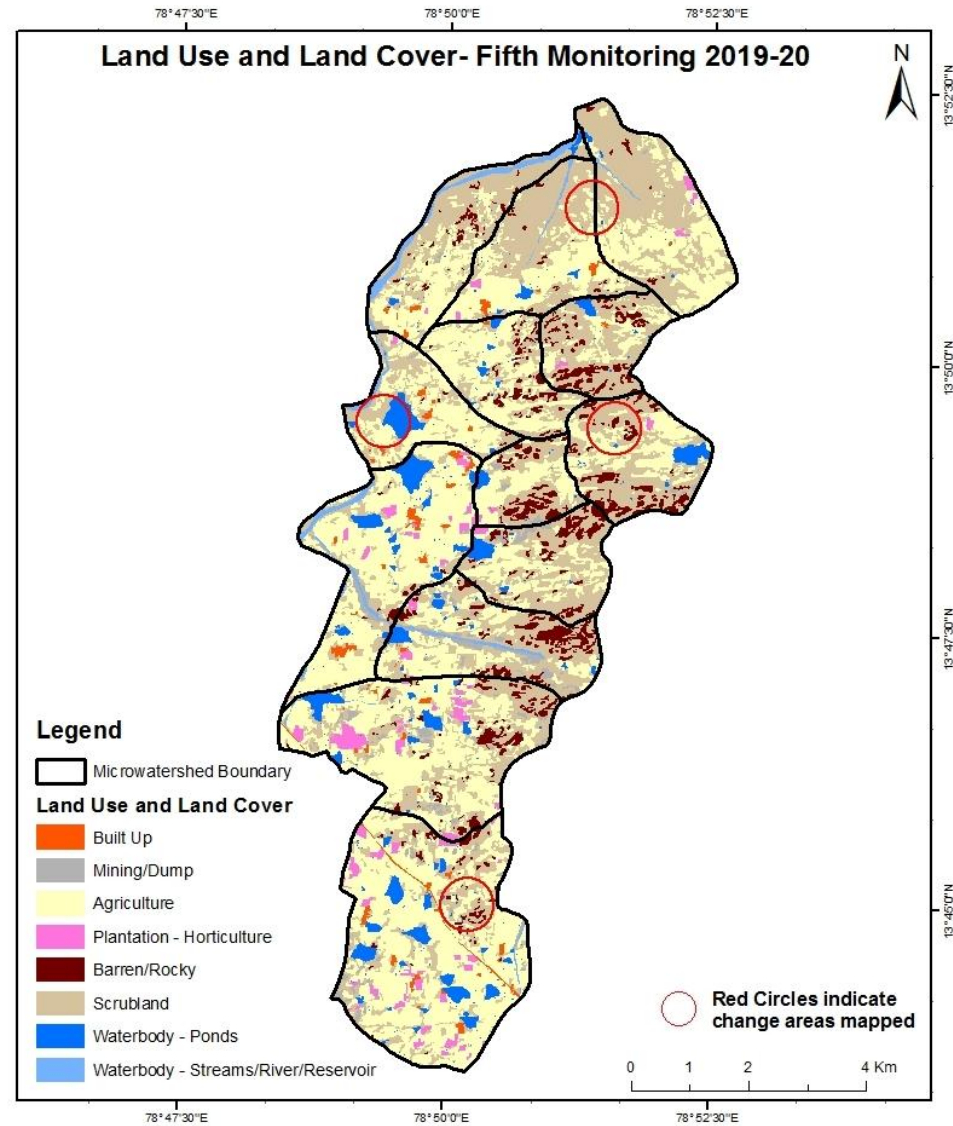 78°47'30"E 78°50'0"E 78°52'30"E
Land Use and Land Cover- Fifth Monitoring 2019-20
N
13°52'30"N
13°50'0"N
13°47'30"N
13°45'0"N
Legend
Microwatershed Boundary
Land Use and Land Cover
Built Up
Mining/Dump
Agriculture
Plantation - Horticulture
Barren/Rocky
Scrubland
Waterbody - Ponds
Waterbody - Streams/River/Reservoir
Red Circles indicate
change areas mapped
0 1 2 4 Km
78°47'30"E 78°50'0"E 78°52'30"E